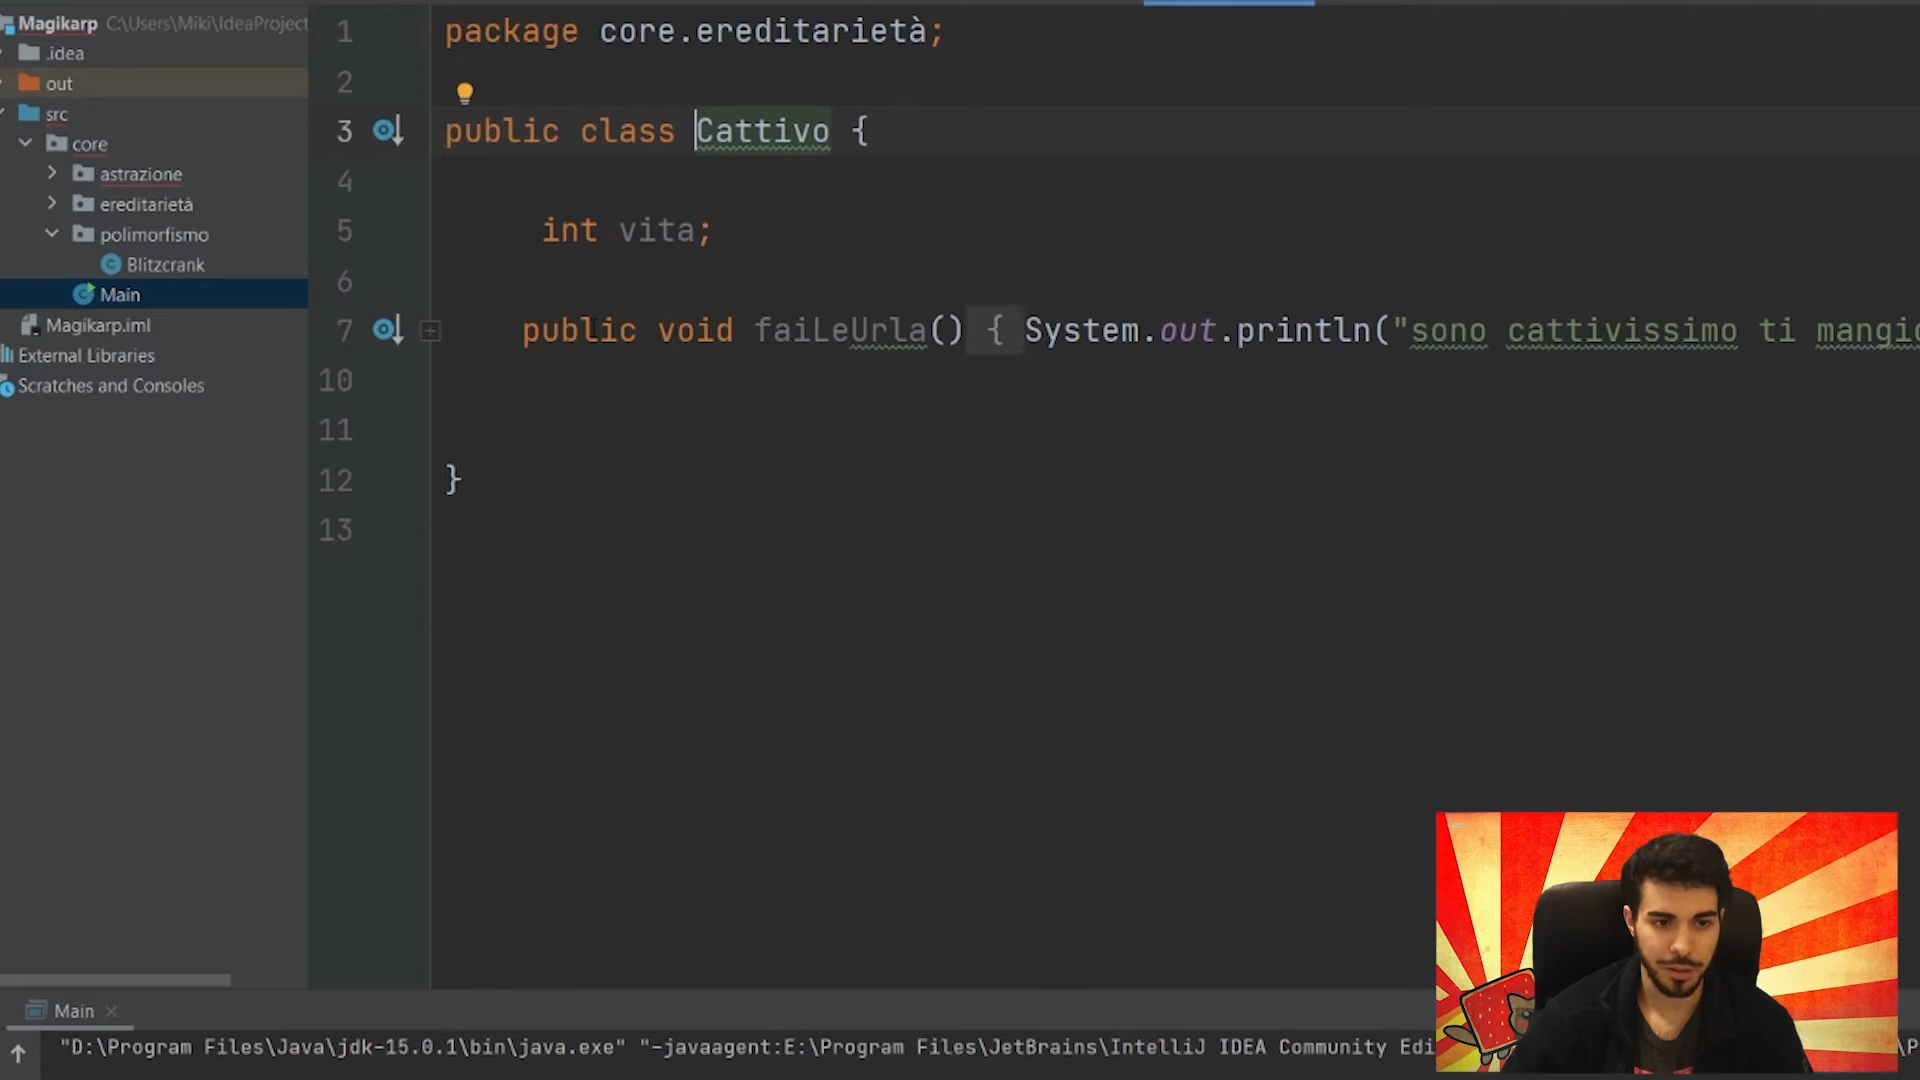 Magikarp C:\Users\Miki\IdeaProject
.idea
out
src
core
astrazione
ereditarietà
polimorfismo
Blitzcrank
Main
Magikarp.iml
External Libraries
Scratches and Consoles
1 package core.ereditarietà;
2
3 public class Cattivo {
4
5 int vita;
6
7 public void faiLeUrla() { System.out.println("sono cattivissimo ti mangio
10
11
12 }
13
Main
"D:\Program Files\Java\jdk-15.0.1\bin\java.exe" "-javaagent:E:\Program Files\JetBrains\IntelliJ IDEA Community Edi